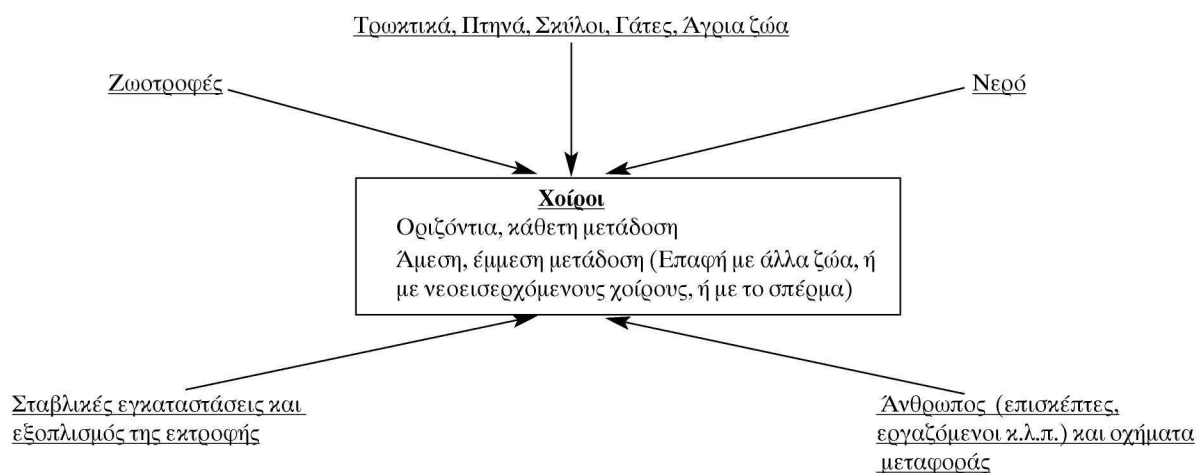 Τρωκτικά, Πτηνά, Σκύλοι, Γάτες, Άγρια ζώα
Ζωοτροφές
Νερό
Χοίροι
Οριζόντια, κάθετη μετάδοση
Άμεση, έμμεση μετάδοση (Επαφή με άλλα ζώα, ή
με νεοεισερχόμενους χοίρους, ή με το σπέρμα)
Σταβλικές εγκαταστάσεις και
εξοπλισμός της εκτροφής
Άνθρωπος (επισκέπτες,
εργαζόμενοι κ.λ.π.) και οχήματα
μεταφοράς